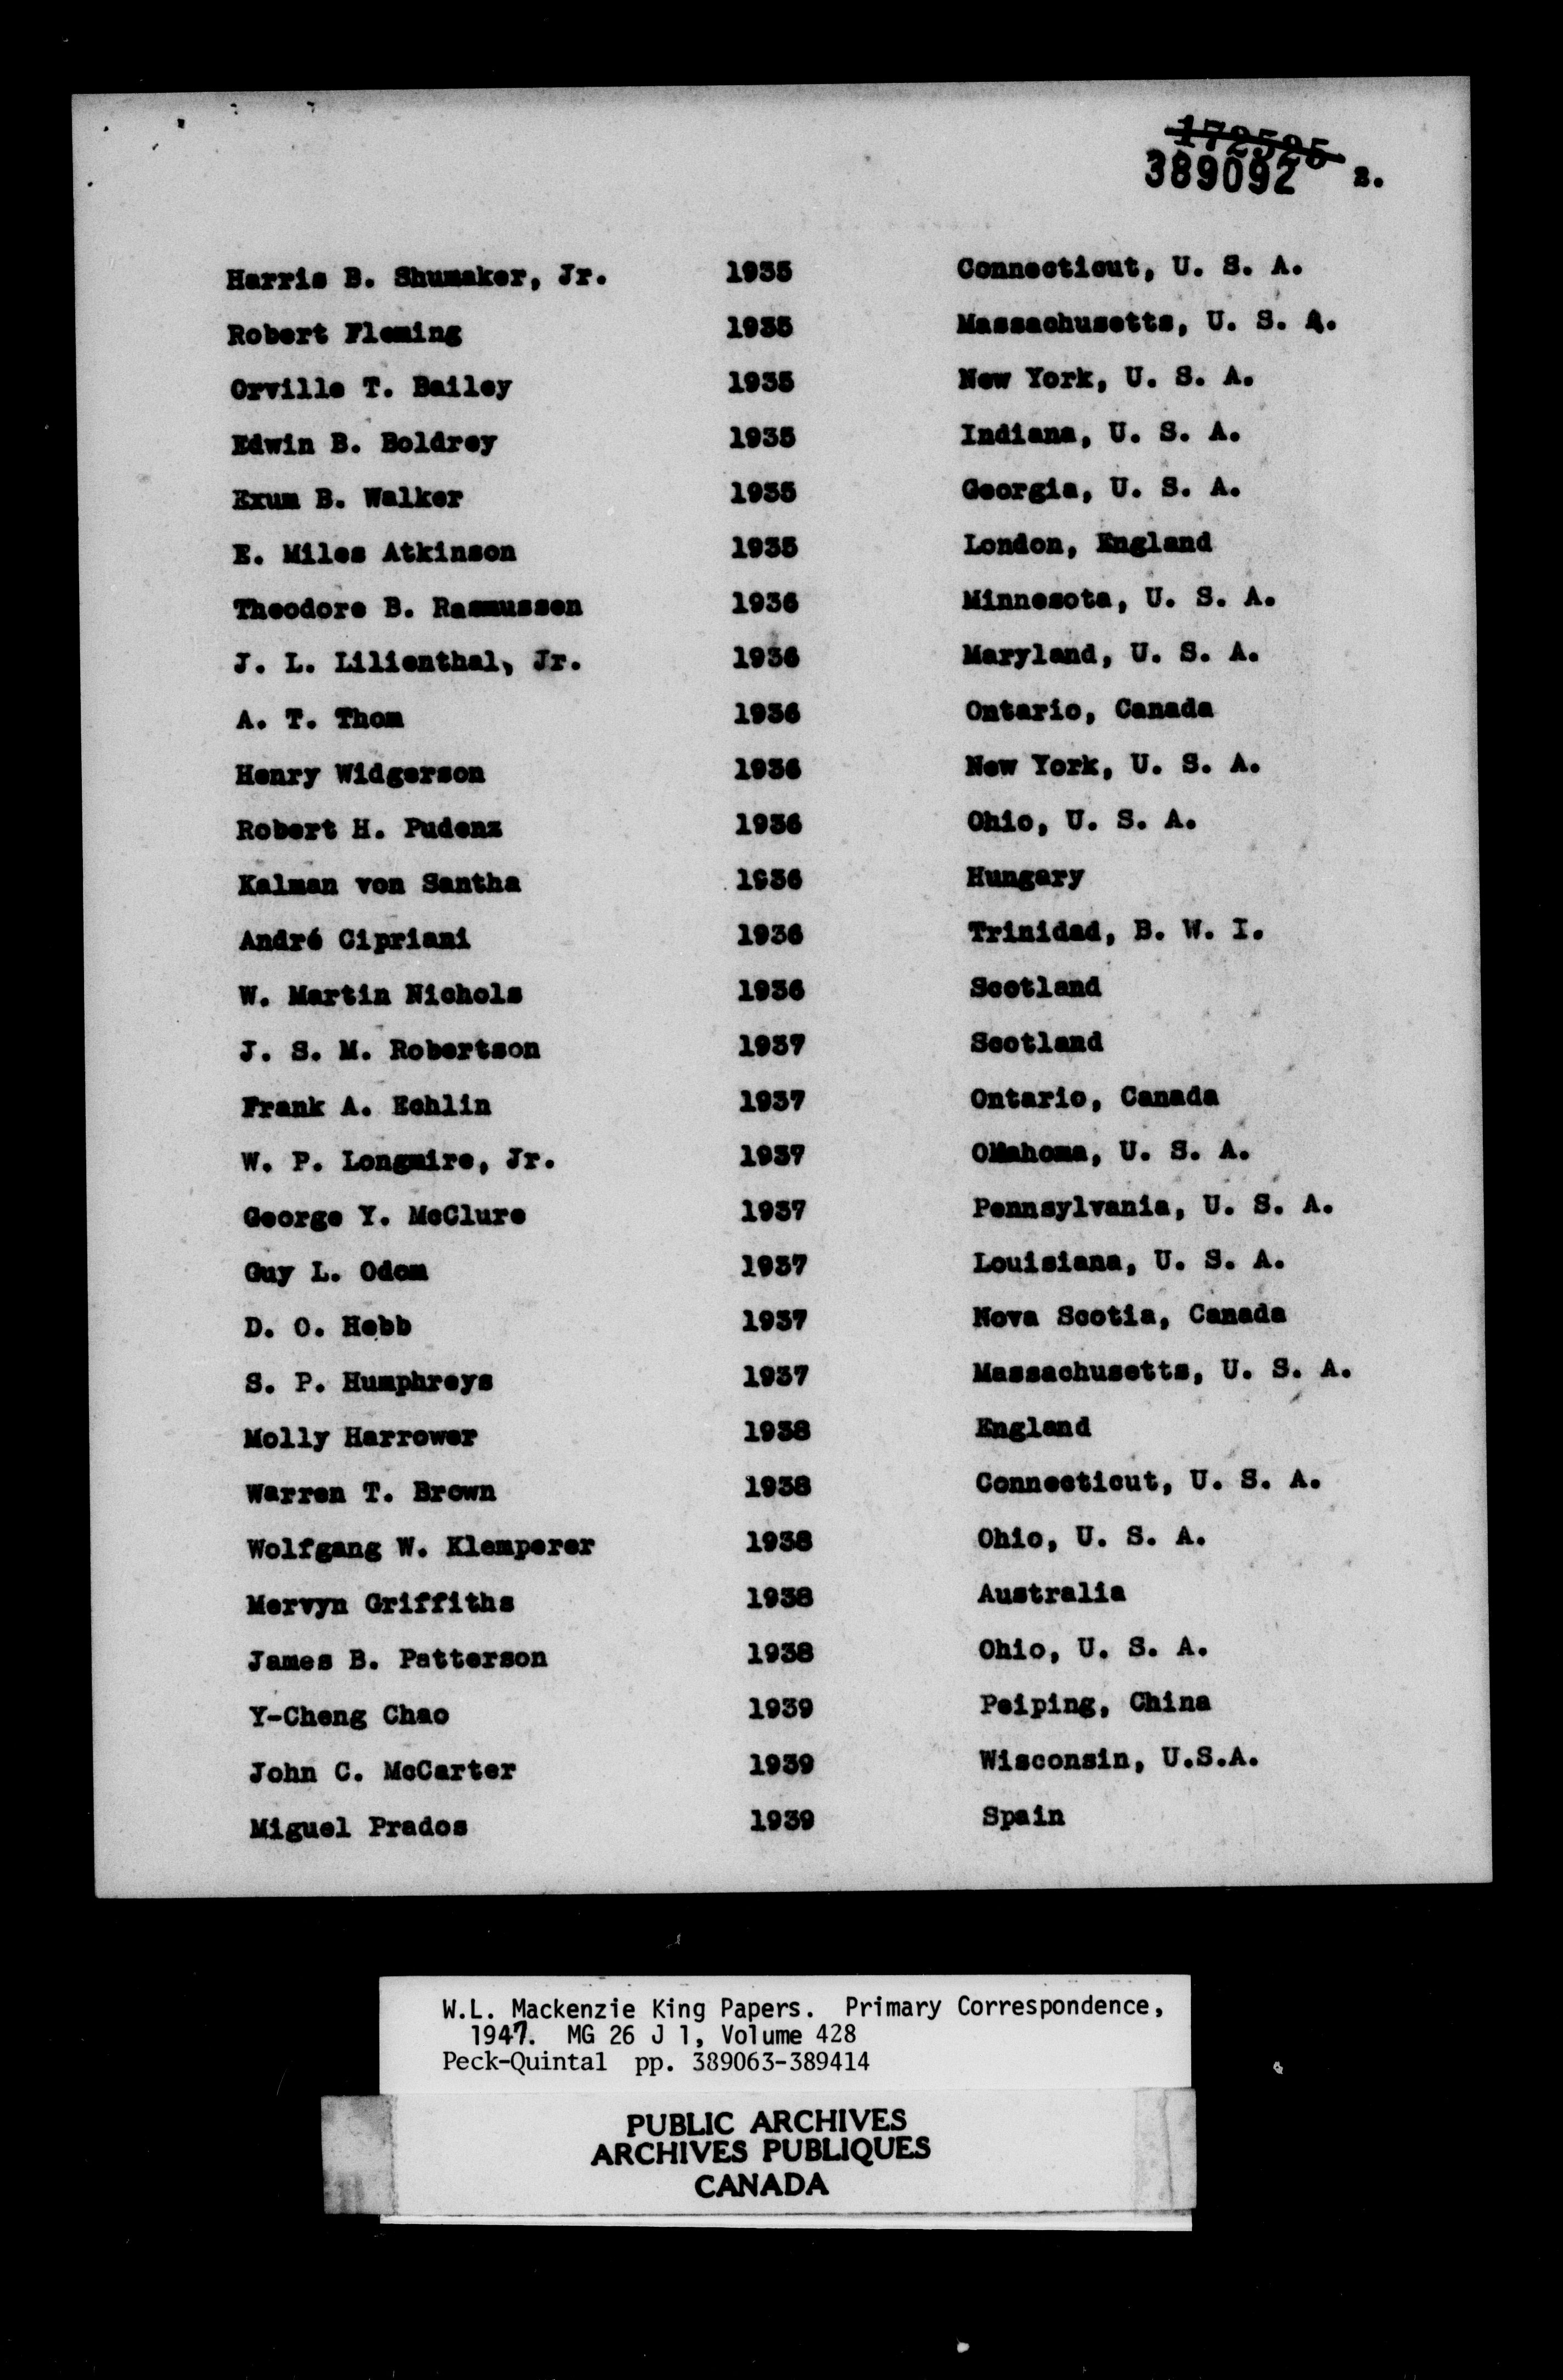 172525
389092 2.
Harris B. Shumaker, Jr. 1935 Connecticut, U. S. A.
Robert Fleming 1935 Massachusetts, U. S. A.
Orville T. Bailey 1935 New York, U. S. A.
Edwin B. Boldrey 1935 Indiana, U. S. A.
Exum B. Walker 1935 Georgia, U. S. A.
E. Miles Atkinson 1935 London, England
Theodore B. Rasmussen 1936 Minnesota, U. S. A.
J. L. Lilienthal, Jr. 1936 Maryland, U. S. A.
A. T. Thom 1936 Ontario, Canada
Henry Widgerson 1936 New York, U. S. A.
Robert H. Pudenz 1936 Ohio, U. S. A.
Kalman von Santha 1936 Hungary
André Cipriani 1936 Trinidad, B. W. I.
W. Martin Nichols 1936 Scotland
J. S. M. Robertson 1937 Scotland
Frank A. Echlin 1937 Ontario, Canada
W. P. Longmire, Jr. 1937 Oklahoma, U. S. A.
George Y. McClure 1937 Pennsylvania, U. S. A.
Guy L. Odom 1937 Louisiana, U. S. A.
D. O. Hebb 1937 Nova Scotia, Canada
S. P. Humphreys 1937 Massachusetts, U. S. A.
Molly Harrower 1938 England
Warren T. Brown 1938 Connecticut, U. S. A.
Wolfgang W. Klemperer 1938 Ohio, U. S. A.
Mervyn Griffiths 1938 Australia
James B. Patterson 1938 Ohio, U. S. A.
Y-Cheng Chao 1939 Peiping, China
John C. McCarter 1939 Wisconsin, U.S.A.
Miguel Prados 1939 Spain
W.L. Mackenzie King Papers. Primary Correspondence,
1947. MG 26 J 1, Volume 428
Peck-Quintal pp. 389063-389414
PUBLIC ARCHIVES
ARCHIVES PUBLIQUES
CANADA